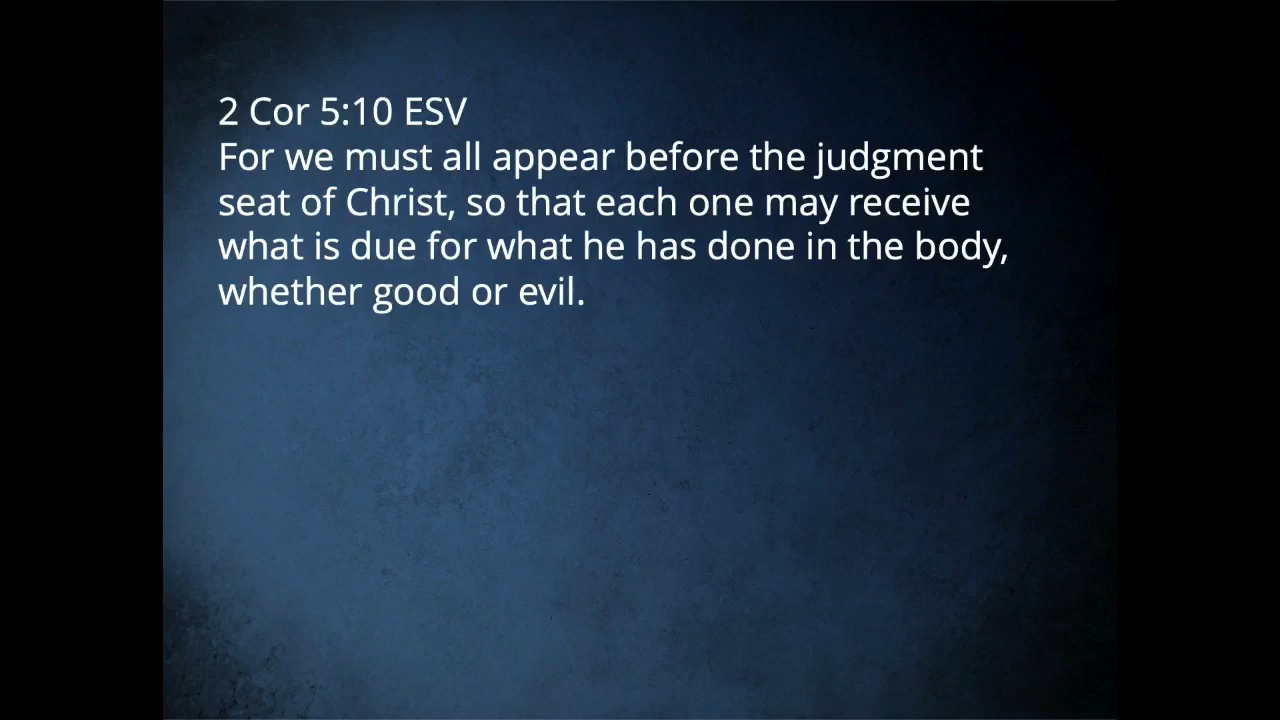 2 Cor 5:10 ESV
For we must all appear before the judgment
seat of Christ, so that each one may receive
what is due for what he has done in the body,
whether good or evil.